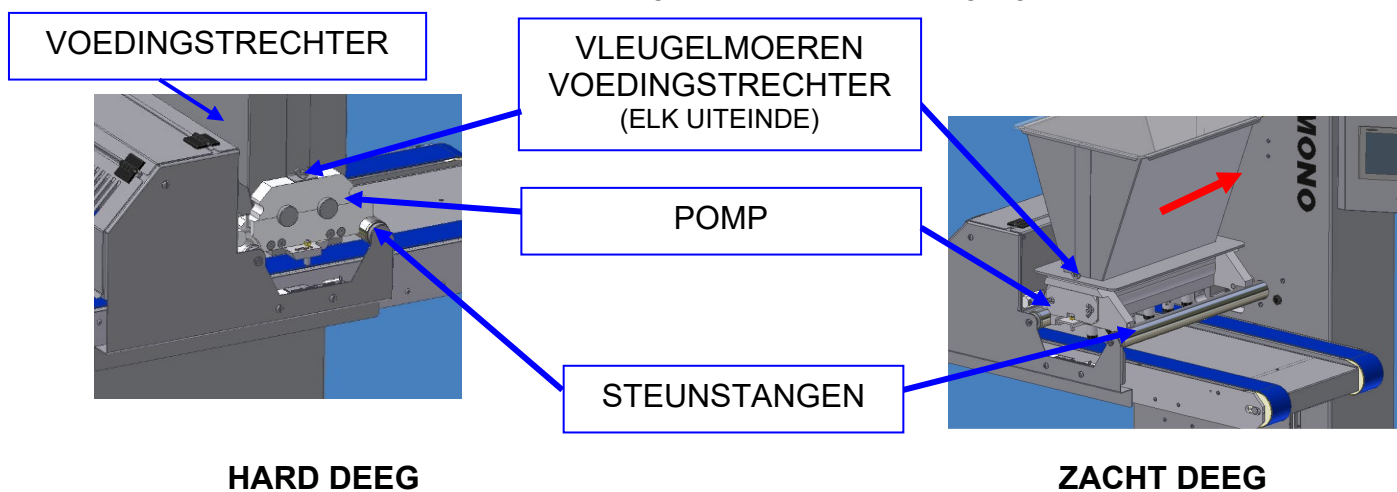 VOEDINGSTRECHTER
VLEUGELMOEREN
VOEDINGSTRECHTER
(ELK UITEINDE)
MONO
POMP
STEUNSTANGEN
HARD DEEG
ZACHT DEEG